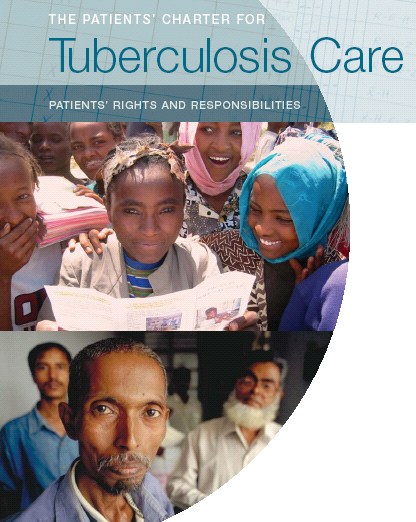 THE PATIENTS' CHARTER FOR
Tuberculosis Care
PATIENTS' RIGHTS AND RESPONSIBILITIES